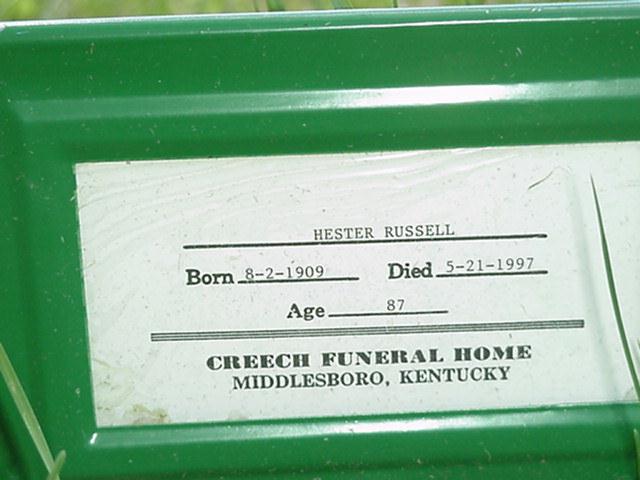 HESTER RUSSELL
Born 8-2-1909 Died 5-21-1997
Age 87
CREECH FUNERAL HOME
MIDDLESBORO, KENTUCKY